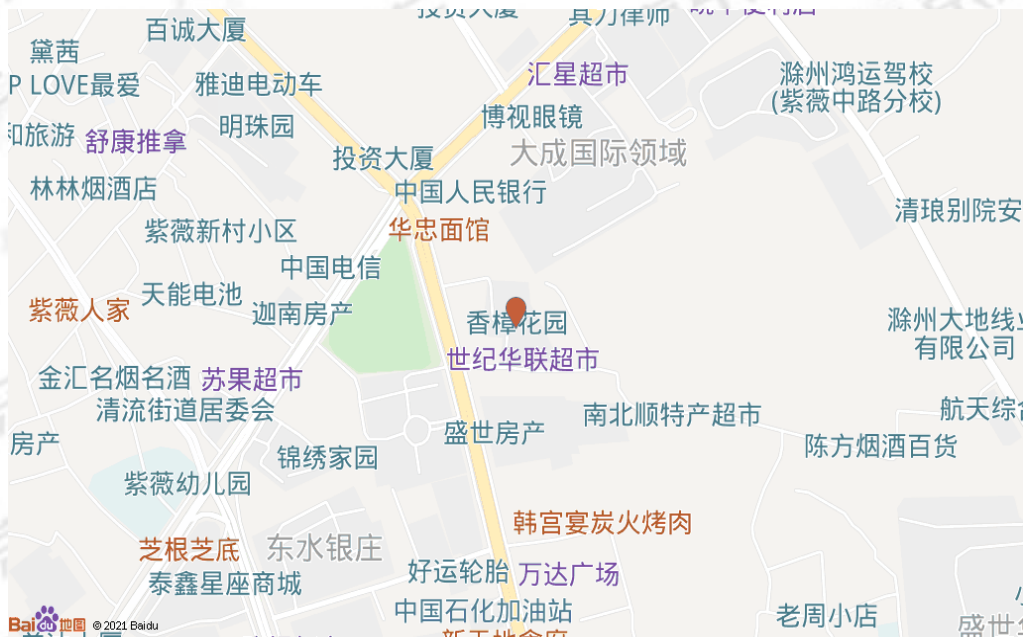 百诚大厦
具力律师
黛茜
P LOVE最爱
雅迪电动车
汇星超市
滁州鸿运驾校
(紫薇中路分校)
和旅游
舒康推拿
明珠园
博视眼镜
投资大厦
大成国际领域
林林烟酒店
中国人民银行
清琅别院安
紫薇新村小区
华忠面馆
中国电信
天能电池
紫薇人家
迦南房产
香樟花园
滁州大地线业
有限公司
世纪华联超市
金汇名烟名酒
苏果超市
清流街道居委会
南北顺特产超市
航天综合
房产
盛世房产
陈方烟酒百货
锦绣家园
紫薇幼儿园
韩宫宴炭火烤肉
芝根芝底
东水银庄
泰鑫星座商城
好运轮胎
万达广场
中国石化加油站
老周小店
Bai 地图 © 2021 Baidu